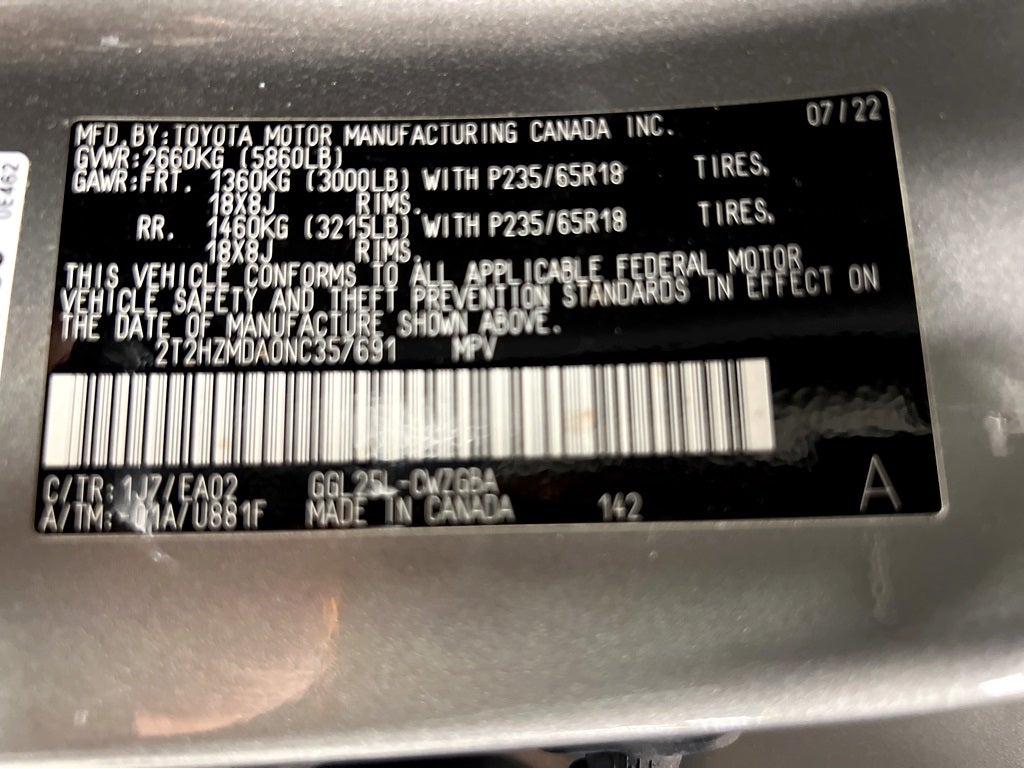 MFD.BY:TOYOTA MOTOR MANUFACTURING CANADA INC. 07/22
GVWR:2660KG (5860LB)
GAWR:FRT. 1360KG (3000LB) WITH P235/65R18 TIRES.
18X8J RIMS.
RR. 1460KG (3215LB) WITH P235/65R18 TIRES.
18X8J RIMS.
THIS VEHICLE CONFORMS TO ALL APPLICABLE FEDERAL MOTOR
VEHICLE SAFETY AND THEFT PREVENTION STANDARDS IN EFFECT ON
THE DATE OF MANUFACTURE SHOWN ABOVE.
2T2HZMDA0NC357691 MPV
C/TR:1J7/EA02 GGL25L-CWZGBA
A/TM:-01A/U881F MADE IN CANADA 142 A
0E462